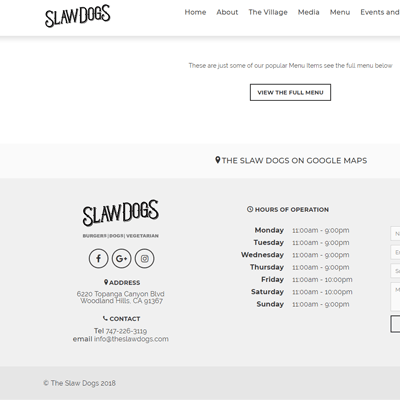 SLAWDOGS
Home About The Village Media Menu Events and
These are just some of our popular Menu Items see the full menu below
VIEW THE FULL MENU
THE SLAW DOGS ON GOOGLE MAPS
SLAWDOGS
BURGERS|DOGS|VEGETARIAN
f G+
ADDRESS
6220 Topanga Canyon Blvd
Woodland Hills, CA 91367
CONTACT
Tel 747-226-3119
email info@theslawdogs.com
HOURS OF OPERATION
Monday 11:00am - 9:00pm
Tuesday 11:00am - 9:00pm
Wednesday 11:00am - 9:00pm
Thursday 11:00am - 9:00pm
Friday 11:00am - 10:00pm
Saturday 11:00am - 10:00pm
Sunday 11:00am - 9:00pm
© The Slaw Dogs 2018